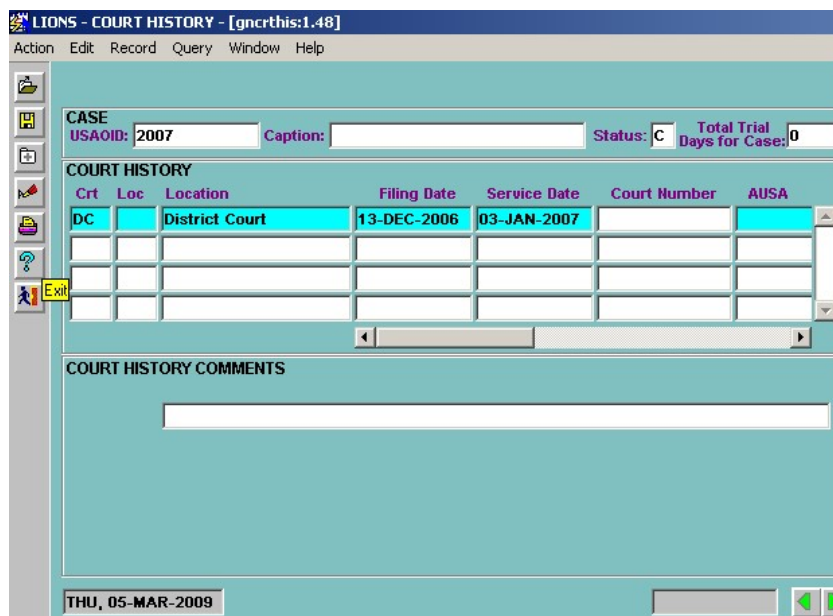 LIONS - COURT HISTORY - [gncrthis:1.48]
Action Edit Record Query Window Help
CASE
USAOID: 2007 Caption: Status: C Total Trial Days for Case: 0
COURT HISTORY
Crt Loc Location Filing Date Service Date Court Number AUSA
DC District Court 13-DEC-2006 03-JAN-2007
Exit
COURT HISTORY COMMENTS
THU, 05-MAR-2009